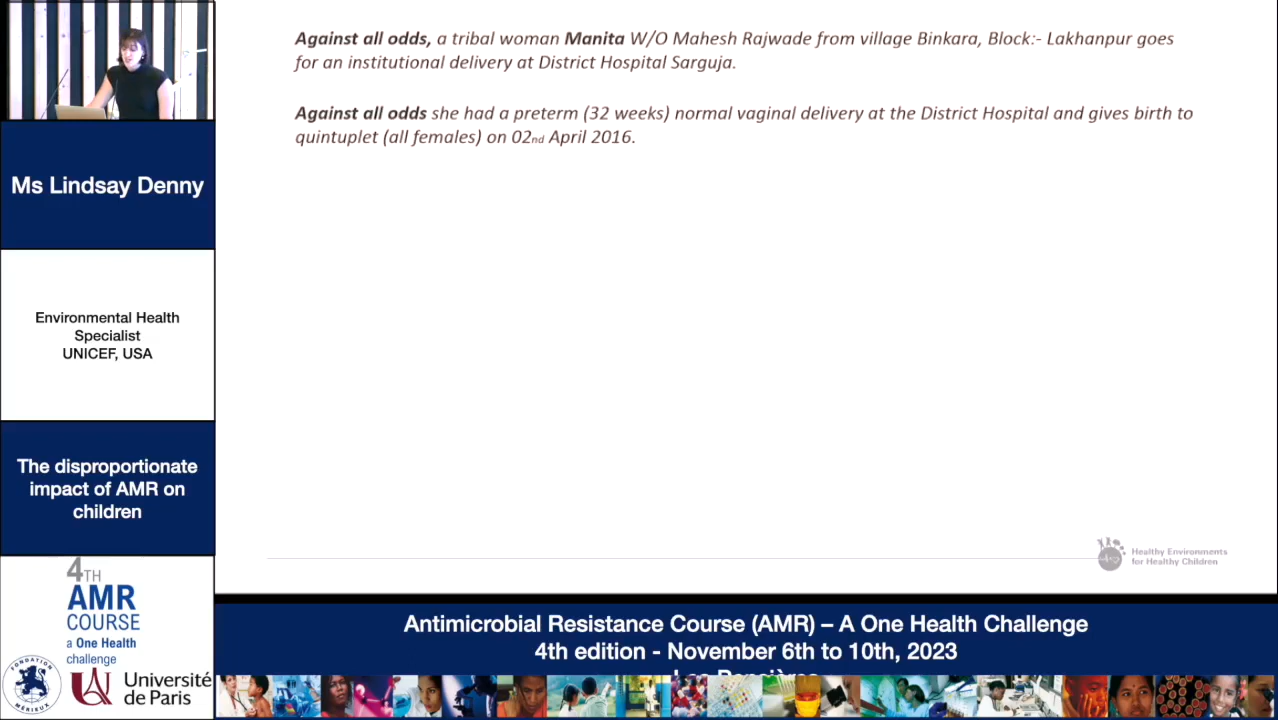 Against all odds, a tribal woman Manita W/O Mahesh Rajwade from village Binkara, Block:- Lakhanpur goes
for an institutional delivery at District Hospital Sarguja.
Against all odds she had a preterm (32 weeks) normal vaginal delivery at the District Hospital and gives birth to
quintuplet (all females) on 02nd April 2016.
Ms Lindsay Denny
Environmental Health
Specialist
UNICEF, USA
The disproportionate
impact of AMR on
children
Healthy Environments
for Healthy Children
4TH
AMR
COURSE
a One Health
challenge
FONDATION
MÉRIEUX
Université
de Paris
Antimicrobial Resistance Course (AMR) – A One Health Challenge
4th edition - November 6th to 10th, 2023